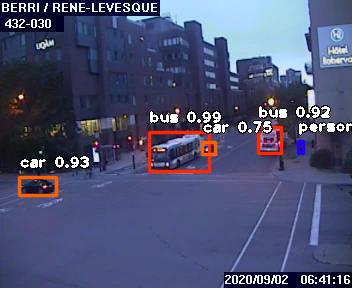 BERRI / RENE-LEVESQUE
432-030
UQÀM
Hôtel
bus 0.99
car 0.75
bus 0.92
person
car 0.93
2020/09/02 06:41:16